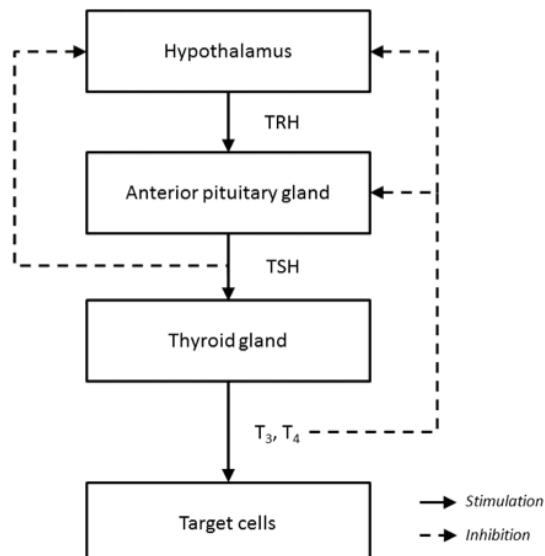 Hypothalamus
TRH
Anterior pituitary gland
TSH
Thyroid gland
T₃, T₄
Target cells
Stimulation
Inhibition